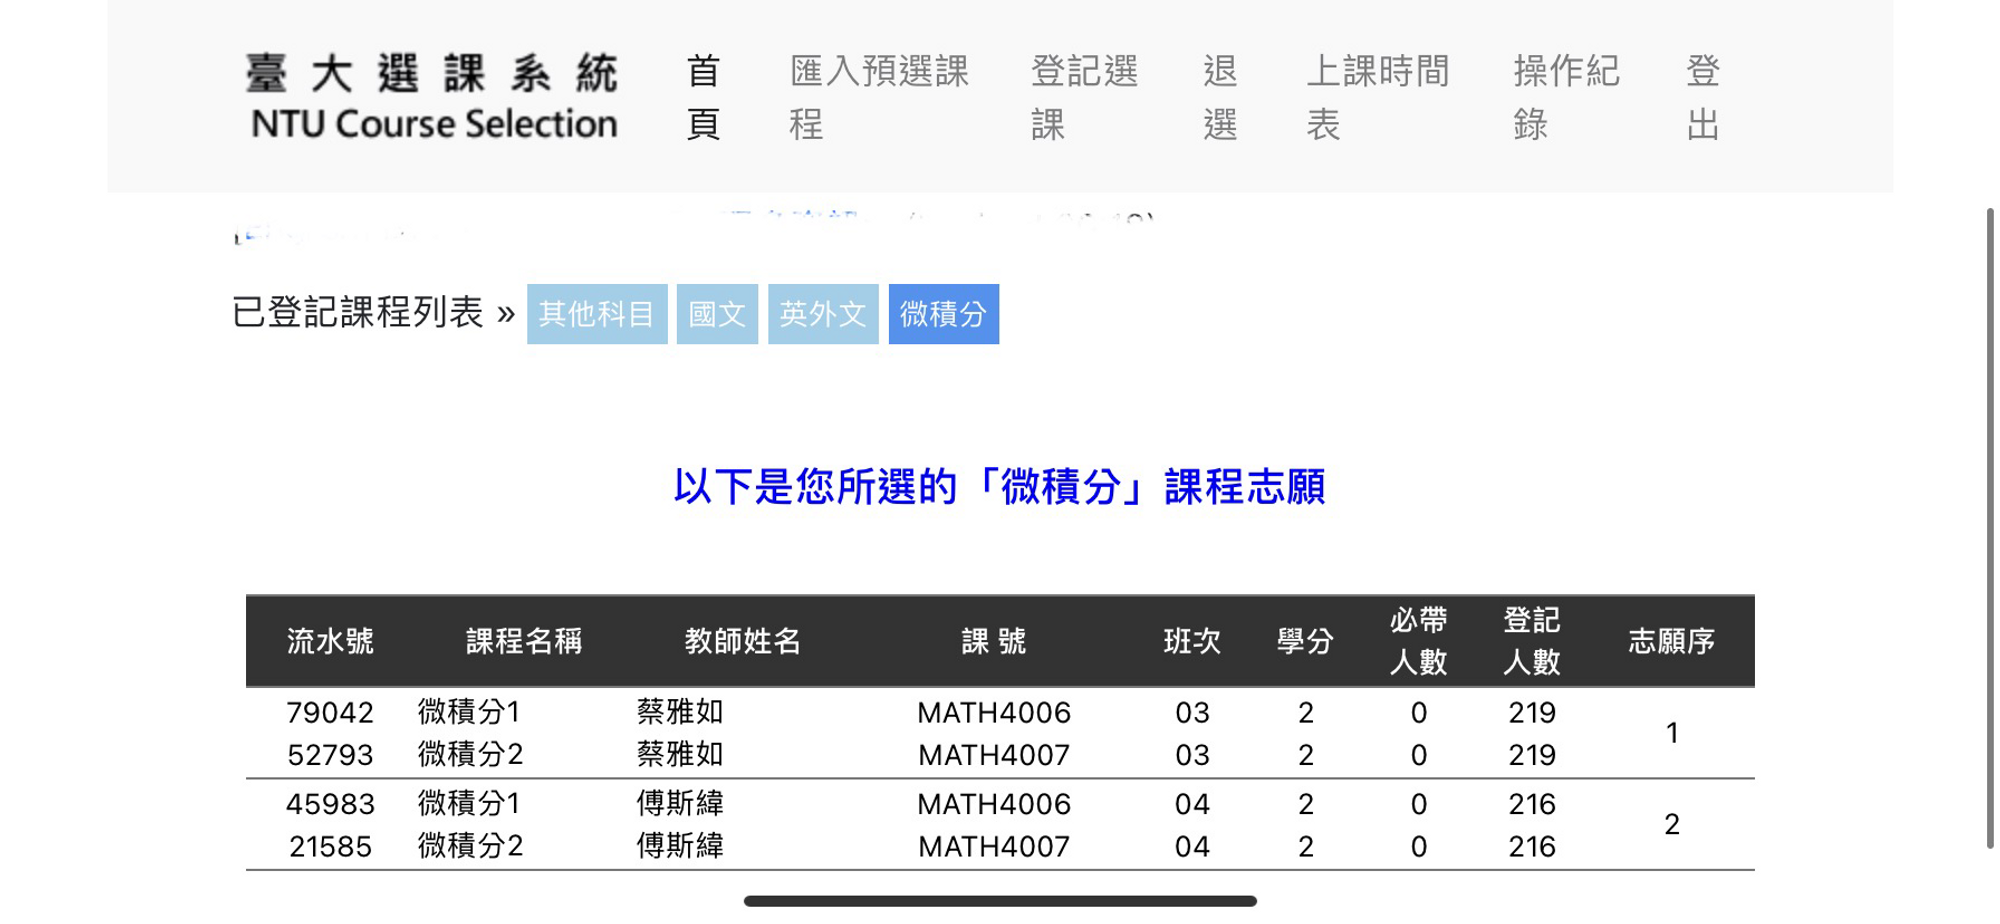 臺大選課系統
NTU Course Selection
首頁
匯入預選課程
登記選課
退選
上課時間表
操作紀錄
登出
已登記課程列表 » 其他科目 國文 英外文 微積分
以下是您所選的「微積分」課程志願
流水號 課程名稱 教師姓名 課 號 班次 學分 必帶人數 登記人數 志願序
79042 微積分1 蔡雅如 MATH4006 03 2 0 219 1
52793 微積分2 蔡雅如 MATH4007 03 2 0 219
45983 微積分1 傅斯緯 MATH4006 04 2 0 216 2
21585 微積分2 傅斯緯 MATH4007 04 2 0 216